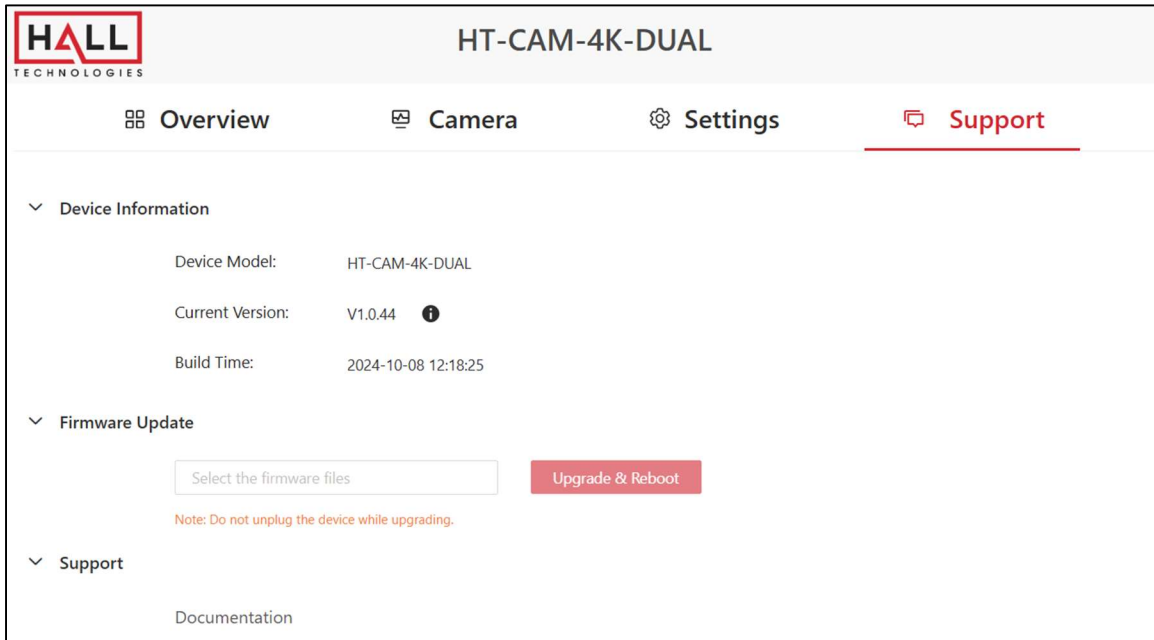 HALL
TECHNOLOGIES
HT-CAM-4K-DUAL
Overview Camera Settings Support
Device Information
Device Model: HT-CAM-4K-DUAL
Current Version: V1.0.44
Build Time: 2024-10-08 12:18:25
Firmware Update
Select the firmware files Upgrade & Reboot
Note: Do not unplug the device while upgrading.
Support
Documentation